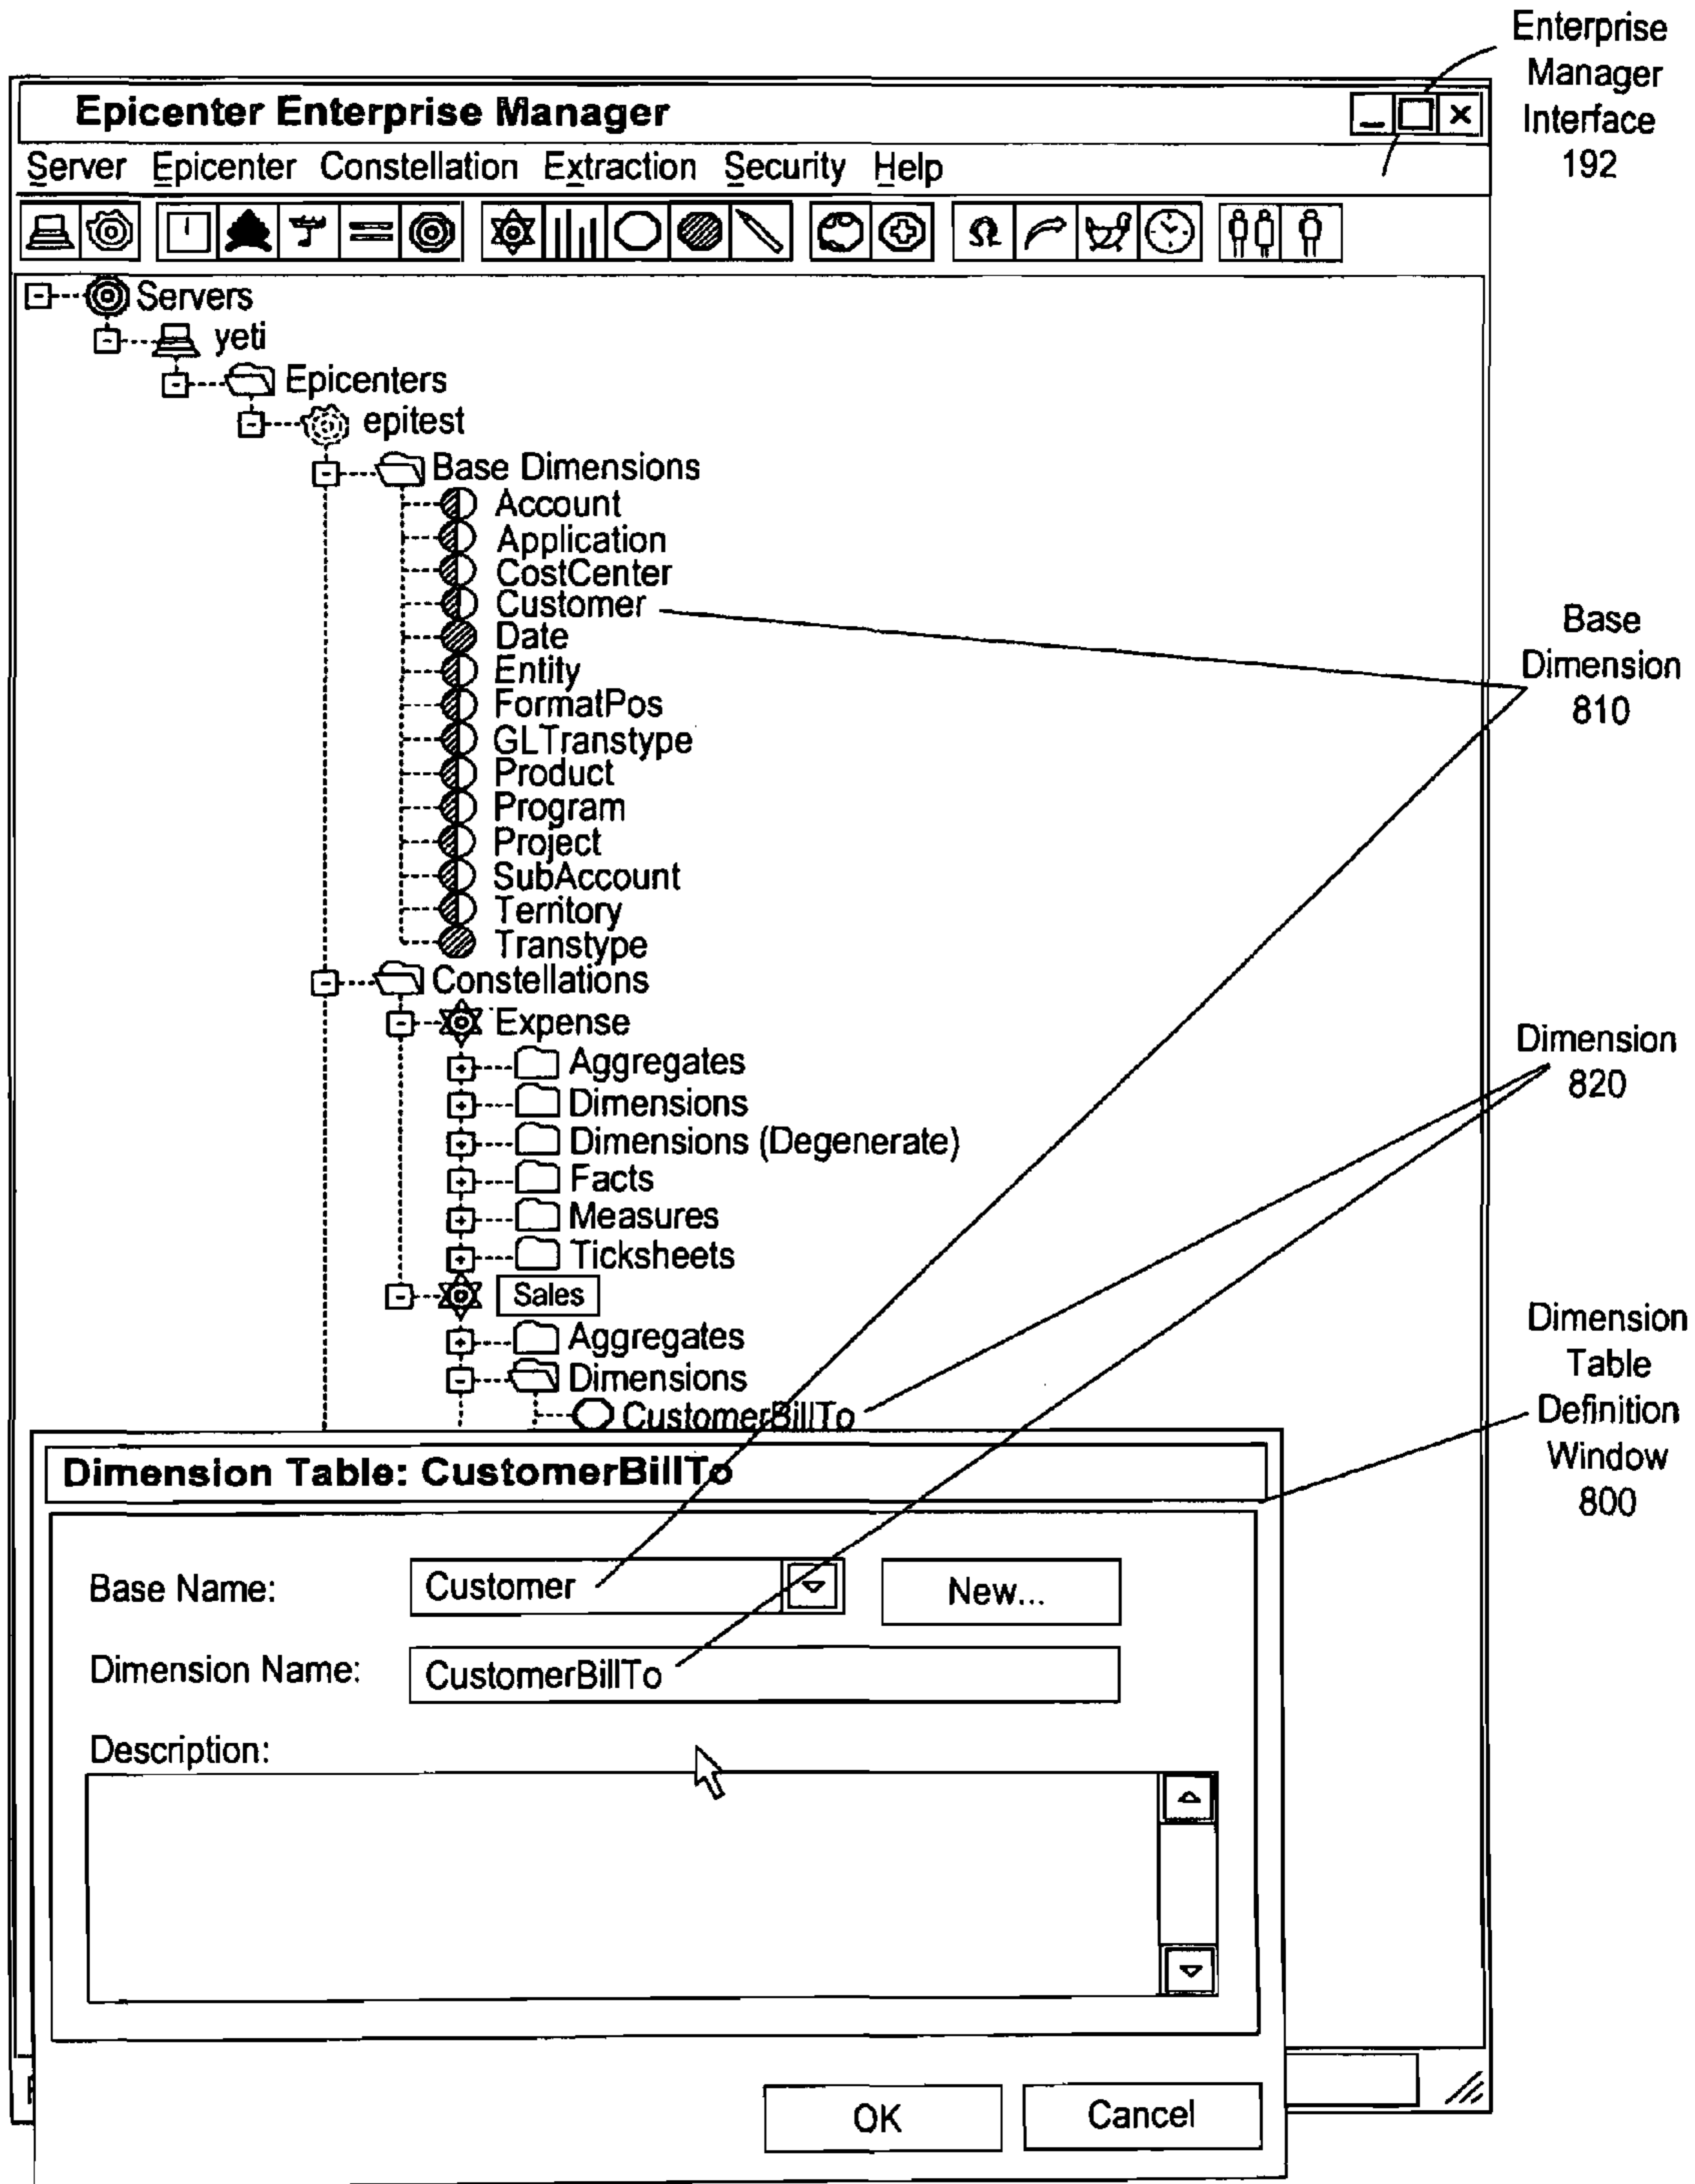 Enterprise
Manager
Interface
192
Epicenter Enterprise Manager
Server Epicenter Constellation Extraction Security Help
Servers
yeti
Epicenters
epitest
Base Dimensions
Account
Application
CostCenter
Customer
Date
Entity
FormatPos
GLTranstype
Product
Program
Project
SubAccount
Territory
Transtype
Base
Dimension
810
Constellations
Expense
Aggregates
Dimensions
Dimensions (Degenerate)
Facts
Measures
Ticksheets
Dimension
820
Sales
Aggregates
Dimensions
CustomerBillTo
Dimension
Table
Definition
Window
800
Dimension Table: CustomerBillTo
Base Name: Customer New...
Dimension Name: CustomerBillTo
Description:
OK Cancel